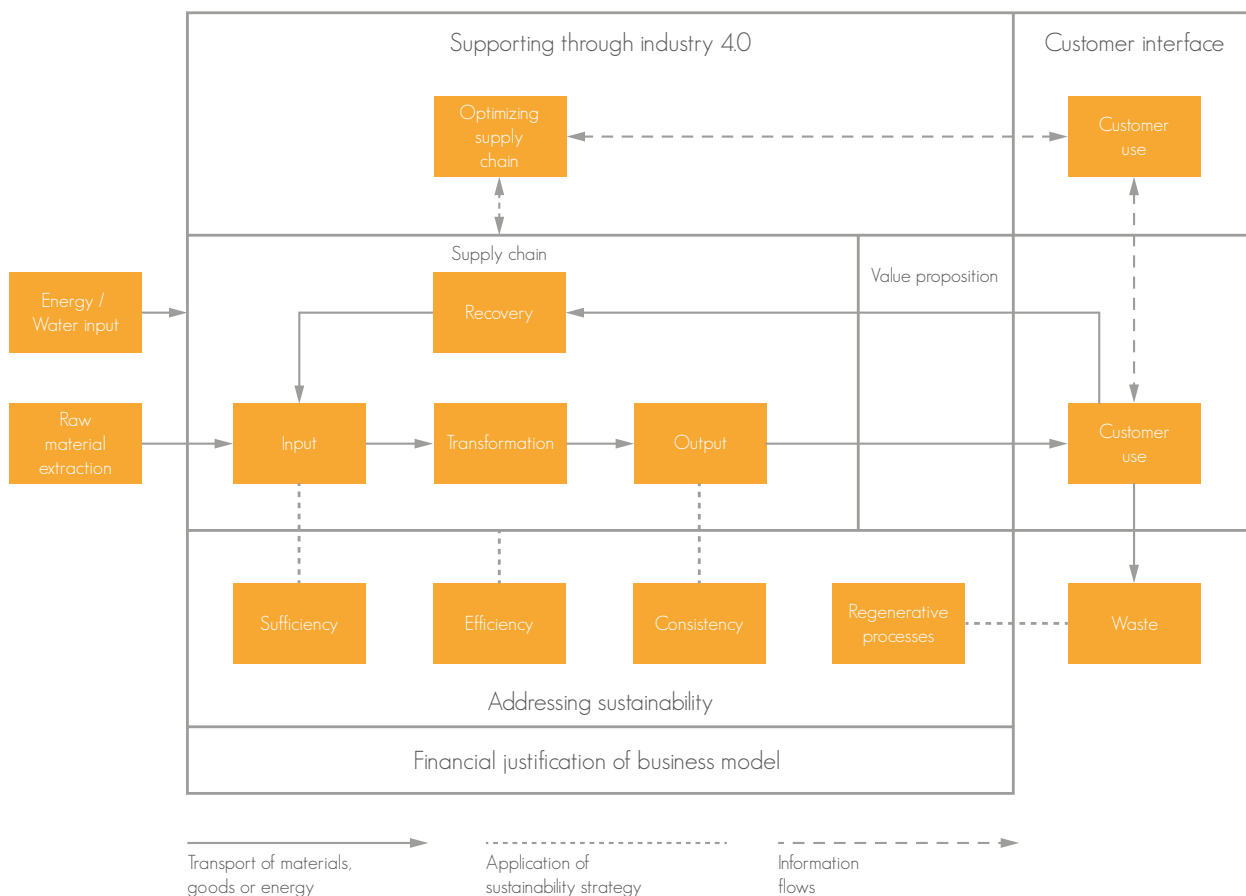 Supporting through industry 4.0
Customer interface
Optimizing
supply
chain
Customer
use
Supply chain
Value proposition
Energy /
Water input
Recovery
Raw
material
extraction
Input
Transformation
Output
Customer
use
Sufficiency
Efficiency
Consistency
Regenerative
processes
Waste
Addressing sustainability
Financial justification of business model
Transport of materials,
goods or energy
Application of
sustainability strategy
Information
flows